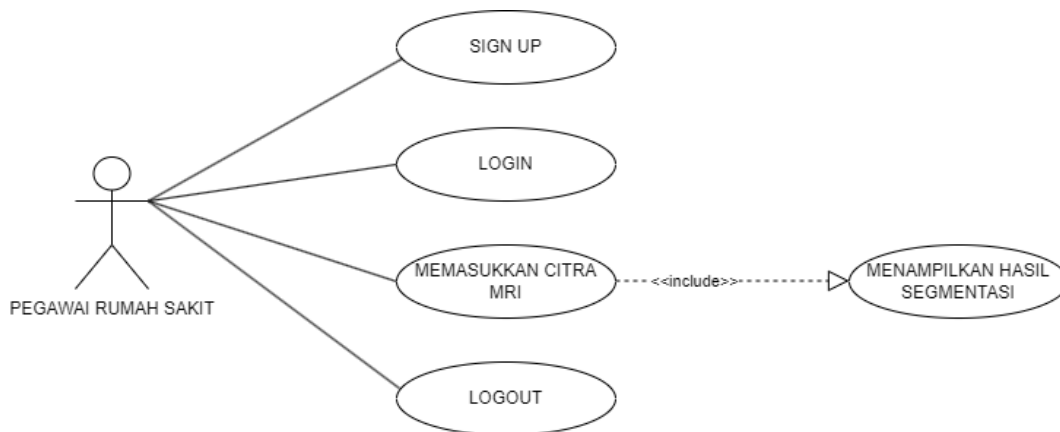 SIGN UP
LOGIN
PEGAWAI RUMAH SAKIT
MEMASUKKAN CITRA
MRI
<<include>>
MENAMPILKAN HASIL
SEGMENTASI
LOGOUT